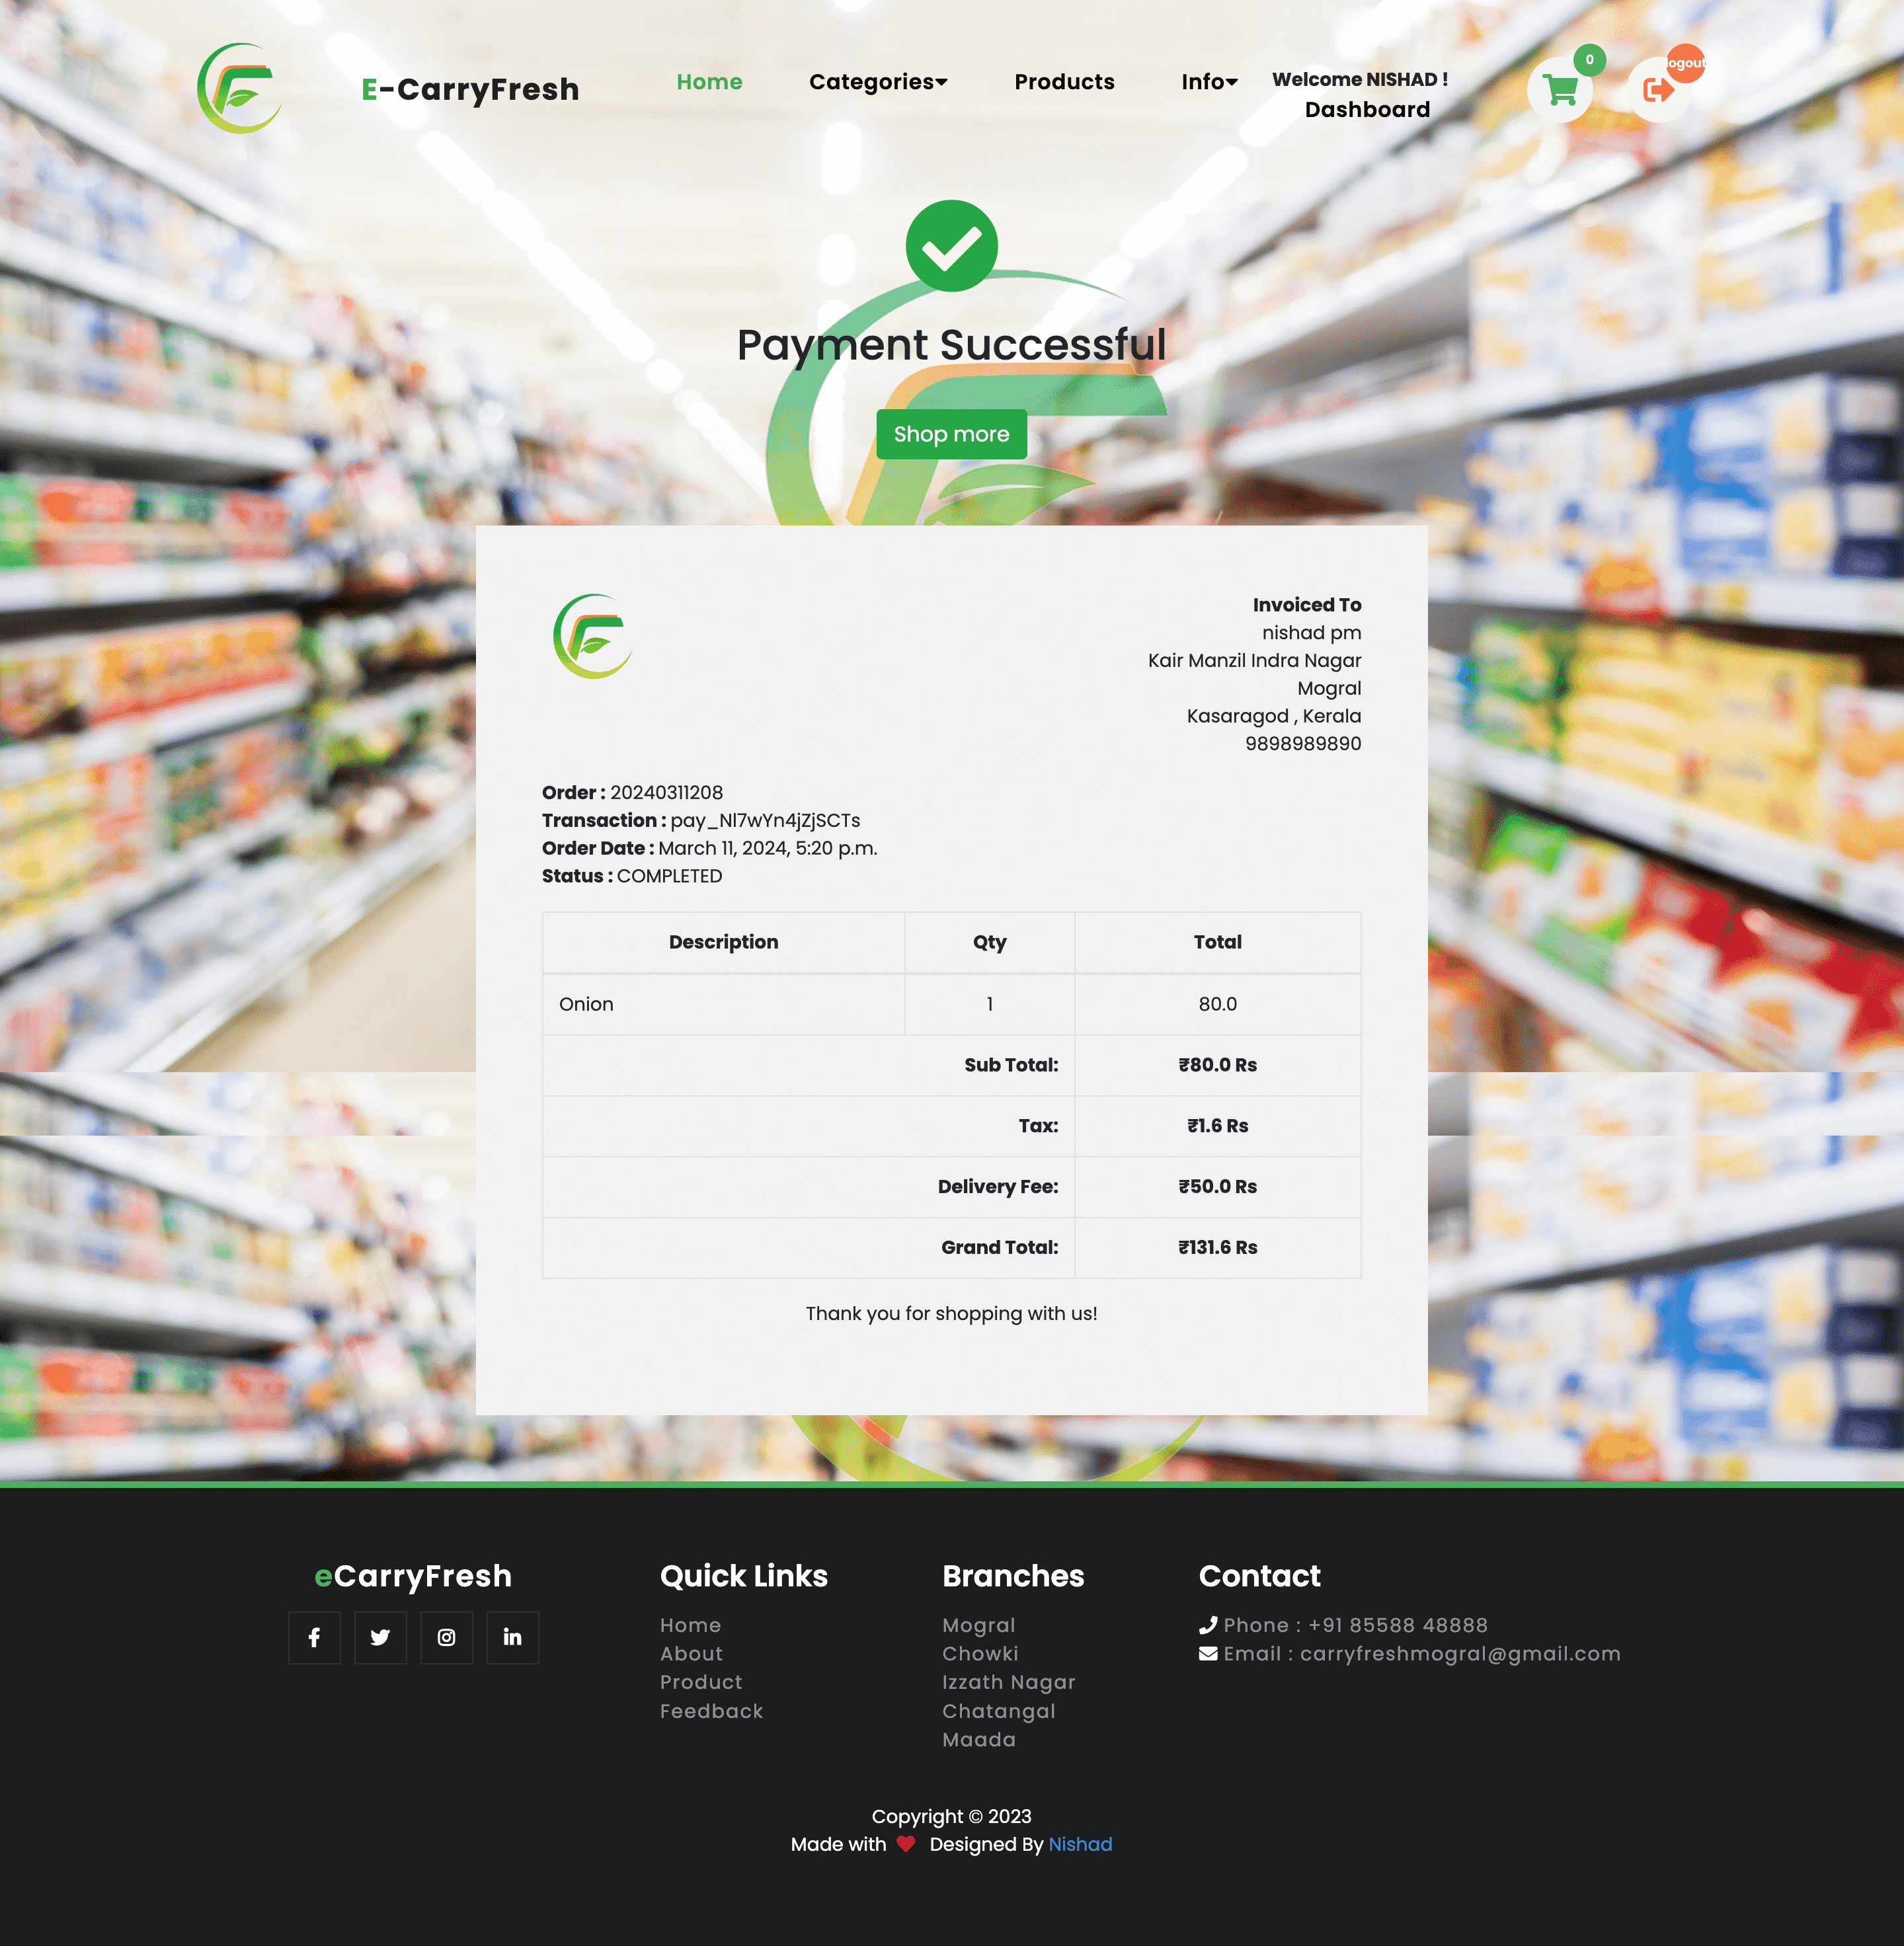 E-CarryFresh
Home
Categories
Products
Info
Welcome NISHAD !
Dashboard
0
logout
Payment Successful
Shop more
Invoiced To
nishad pm
Kair Manzil Indra Nagar
Mogral
Kasaragod , Kerala
9898989890
Order : 20240311208
Transaction : pay_Nl7wYn4jZjSCTs
Order Date : March 11, 2024, 5:20 p.m.
Status : COMPLETED
Description Qty Total
Onion 1 80.0
Sub Total: ₹80.0 Rs
Tax: ₹1.6 Rs
Delivery Fee: ₹50.0 Rs
Grand Total: ₹131.6 Rs
Thank you for shopping with us!
eCarryFresh
Quick Links
Home
About
Product
Feedback
Branches
Mogral
Chowki
Izzath Nagar
Chatangal
Maada
Contact
Phone : +91 85588 48888
Email : carryfreshmogral@gmail.com
Copyright © 2023
Made with ❤ Designed By Nishad